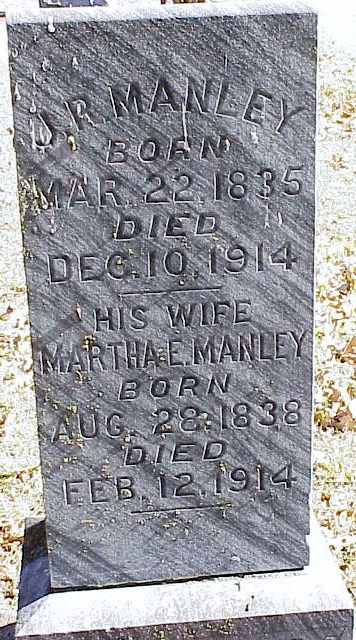 J.R. MANLEY
BORN
MAR. 22, 1835
DIED
DEC. 10, 1914
HIS WIFE
MARTHA E. MANLEY
BORN
AUG. 28, 1838
DIED
FEB. 12, 1914